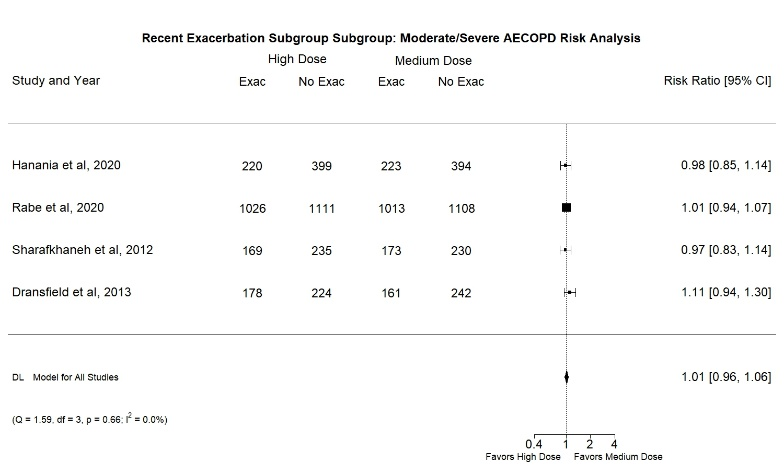 Recent Exacerbation Subgroup Subgroup: Moderate/Severe AECOPD Risk Analysis
High Dose Medium Dose
Study and Year Exac No Exac Exac No Exac Risk Ratio [95% CI]
Hanania et al, 2020 220 399 223 394 0.98 [0.85, 1.14]
Rabe et al, 2020 1026 1111 1013 1108 1.01 [0.94, 1.07]
Sharafkhaneh et al, 2012 169 235 173 230 0.97 [0.83, 1.14]
Dransfield et al, 2013 178 224 161 242 1.11 [0.94, 1.30]
DL Model for All Studies 1.01 [0.96, 1.06]
(Q = 1.59, df = 3, p = 0.66; I² = 0.0%)
0.4 1 2 4
Favors High Dose Favors Medium Dose